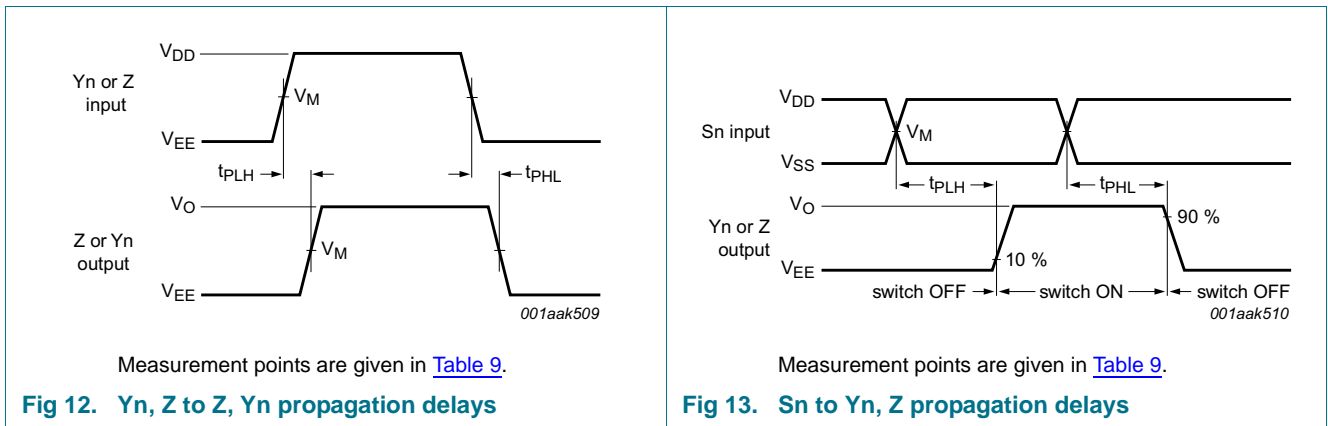 VDD
Yn or Z
input
VM
VEE
tPLH
tPHL
VO
Z or Yn
output
VM
VEE
001aak509
Measurement points are given in Table 9.
Fig 12. Yn, Z to Z, Yn propagation delays
VDD
Sn input
VM
VSS
tPLH
tPHL
VO
Yn or Z
output
90 %
10 %
VEE
switch OFF
switch ON
switch OFF
001aak510
Measurement points are given in Table 9.
Fig 13. Sn to Yn, Z propagation delays